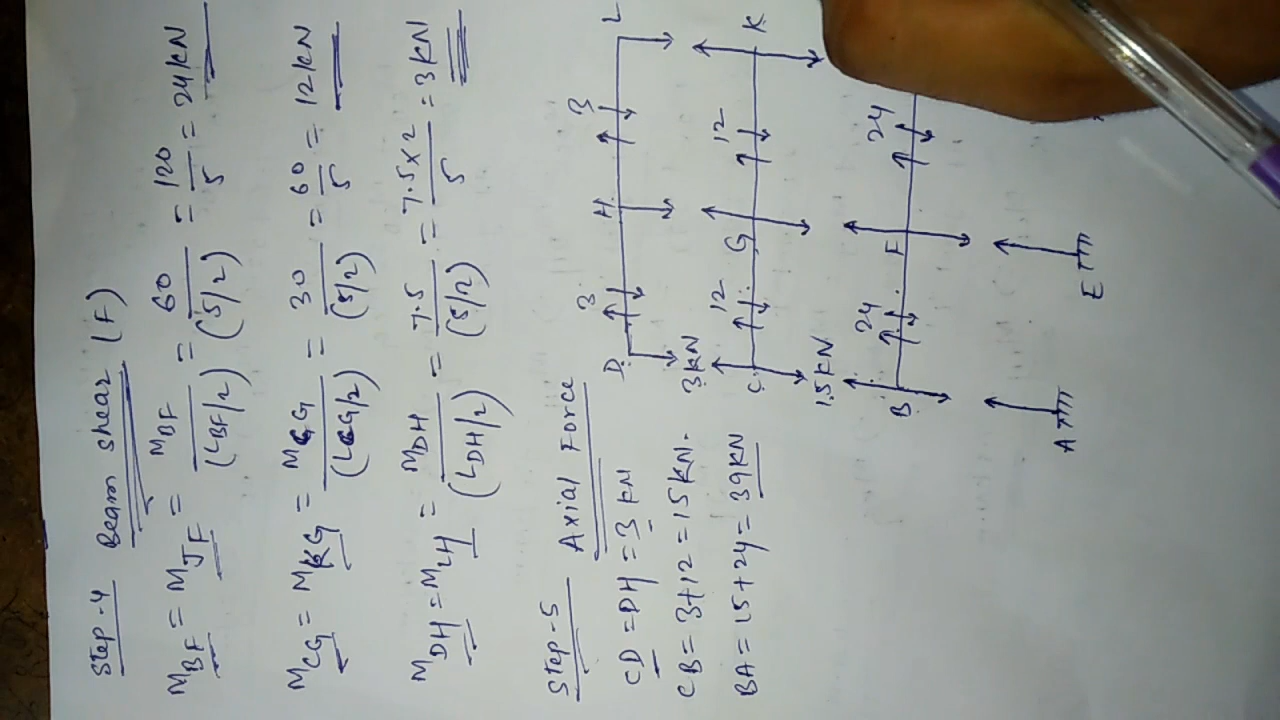 Step-4 Beam Shear (F)
M_BF = M_JF = M_BF/(L_BF/2) = 60/(5/2) = 120/5 = 24kN
M_CG = M_KG = M_CG/(L_CG/2) = 30/(5/2) = 60/5 = 12kN
M_DH = M_LH = M_DH/(L_DH/2) = 7.5/(5/2) = 7.5×2/5 = 3kN
Step-5 Axial Force
CD = DH = 3 kN
CB = 3+12 = 15kN.
BA = 15+24 = 39kN
D 3 H 3 L
3kN
C 12 G 12 K
15kN
B 24 F 24
A E